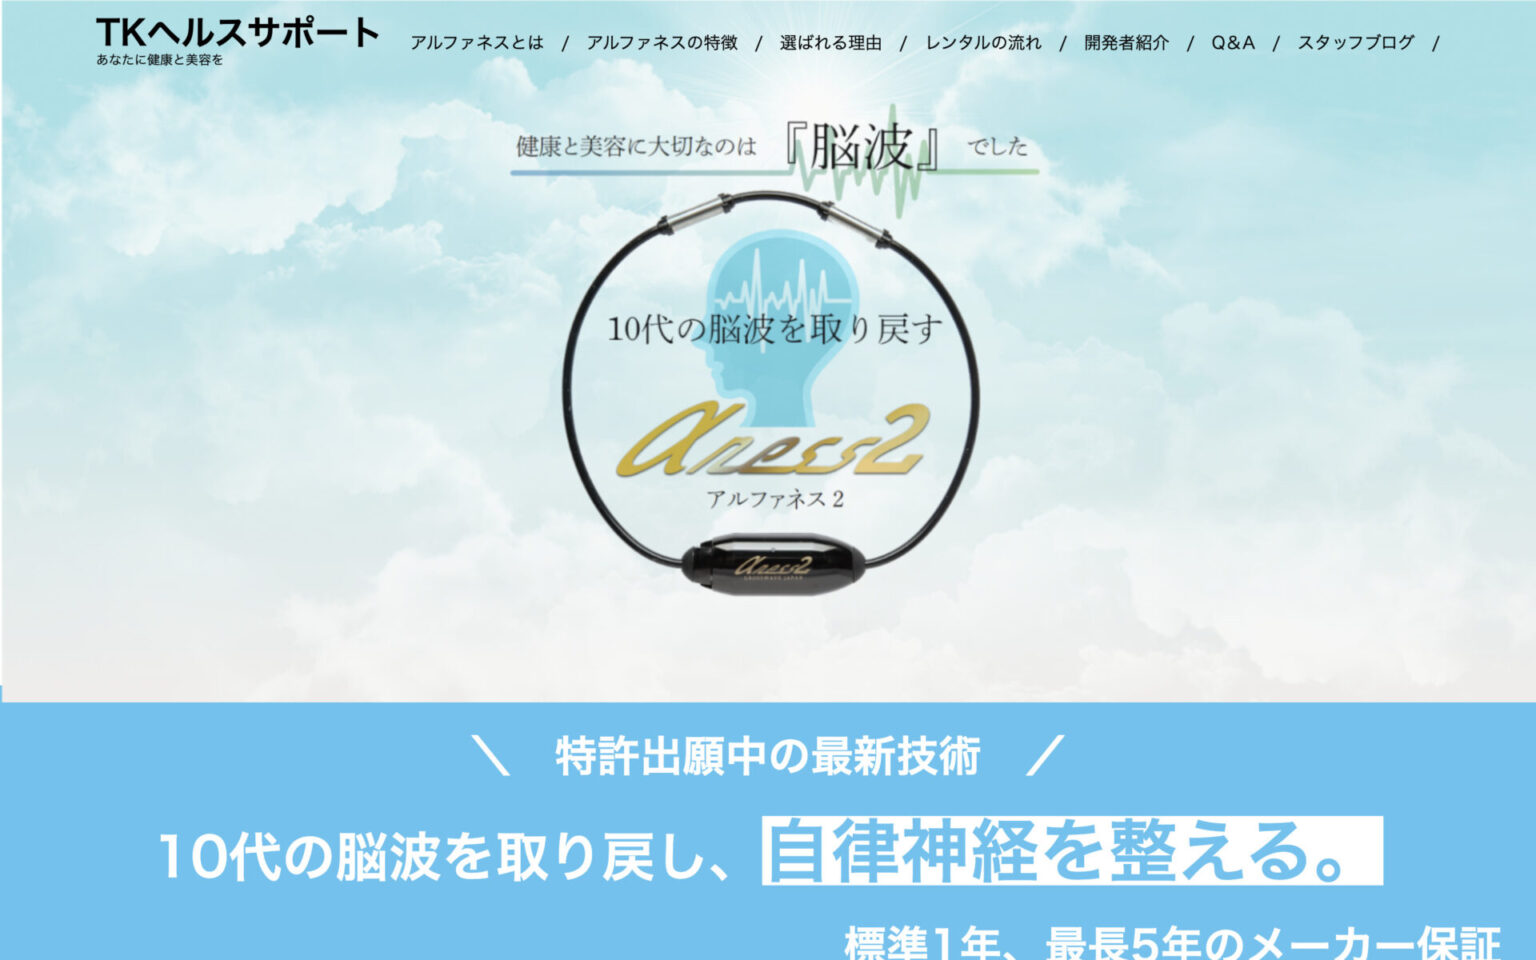 TKヘルスサポート
あなたに健康と美容を
アルファネスとは / アルファネスの特徴 / 選ばれる理由 / レンタルの流れ / 開発者紹介 / Q&A / スタッフブログ /
健康と美容に大切なのは『脳波』でした
10代の脳波を取り戻す
αness2
アルファネス2
αness2
\ 特許出願中の最新技術 /
10代の脳波を取り戻し、自律神経を整える。
標準1年、最長5年のメーカー保証